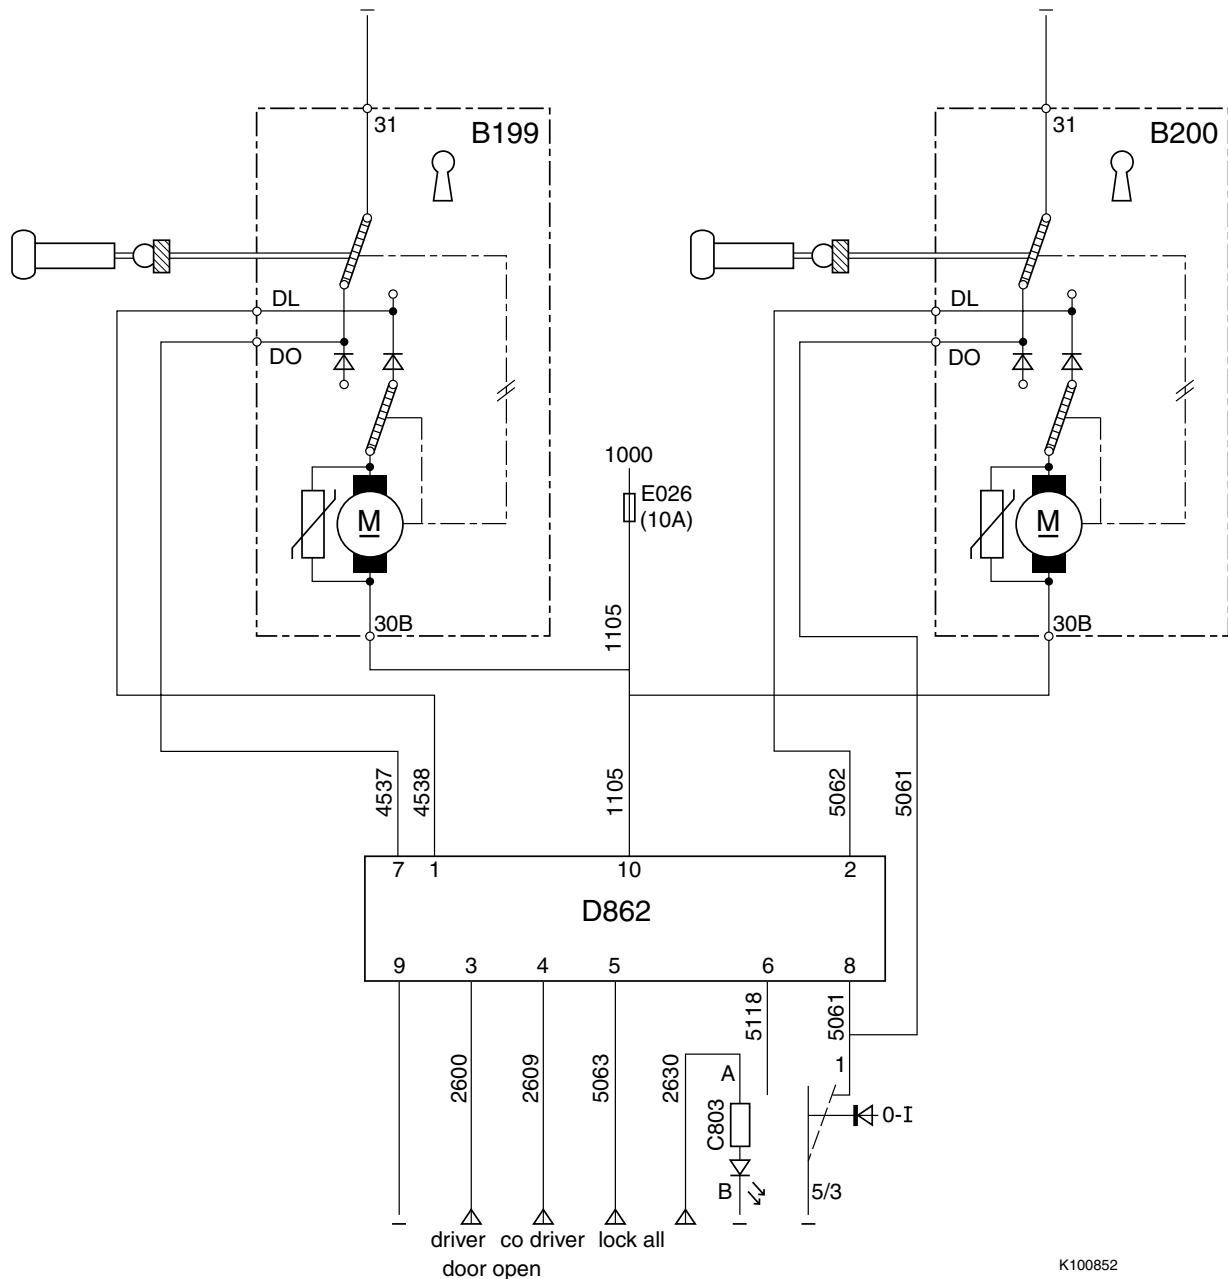 31
B199
31
B200
DL
DO
DL
DO
1000
E026
(10A)
M
M
30B
1105
30B
4537
4538
1105
5062
5061
7 1 10 2
D862
9 3 4 5 6 8
2600
2609
5063
2630
5118
5061
A
C803
B
1
0-I
5/3
driver co driver lock all
door open
K100852